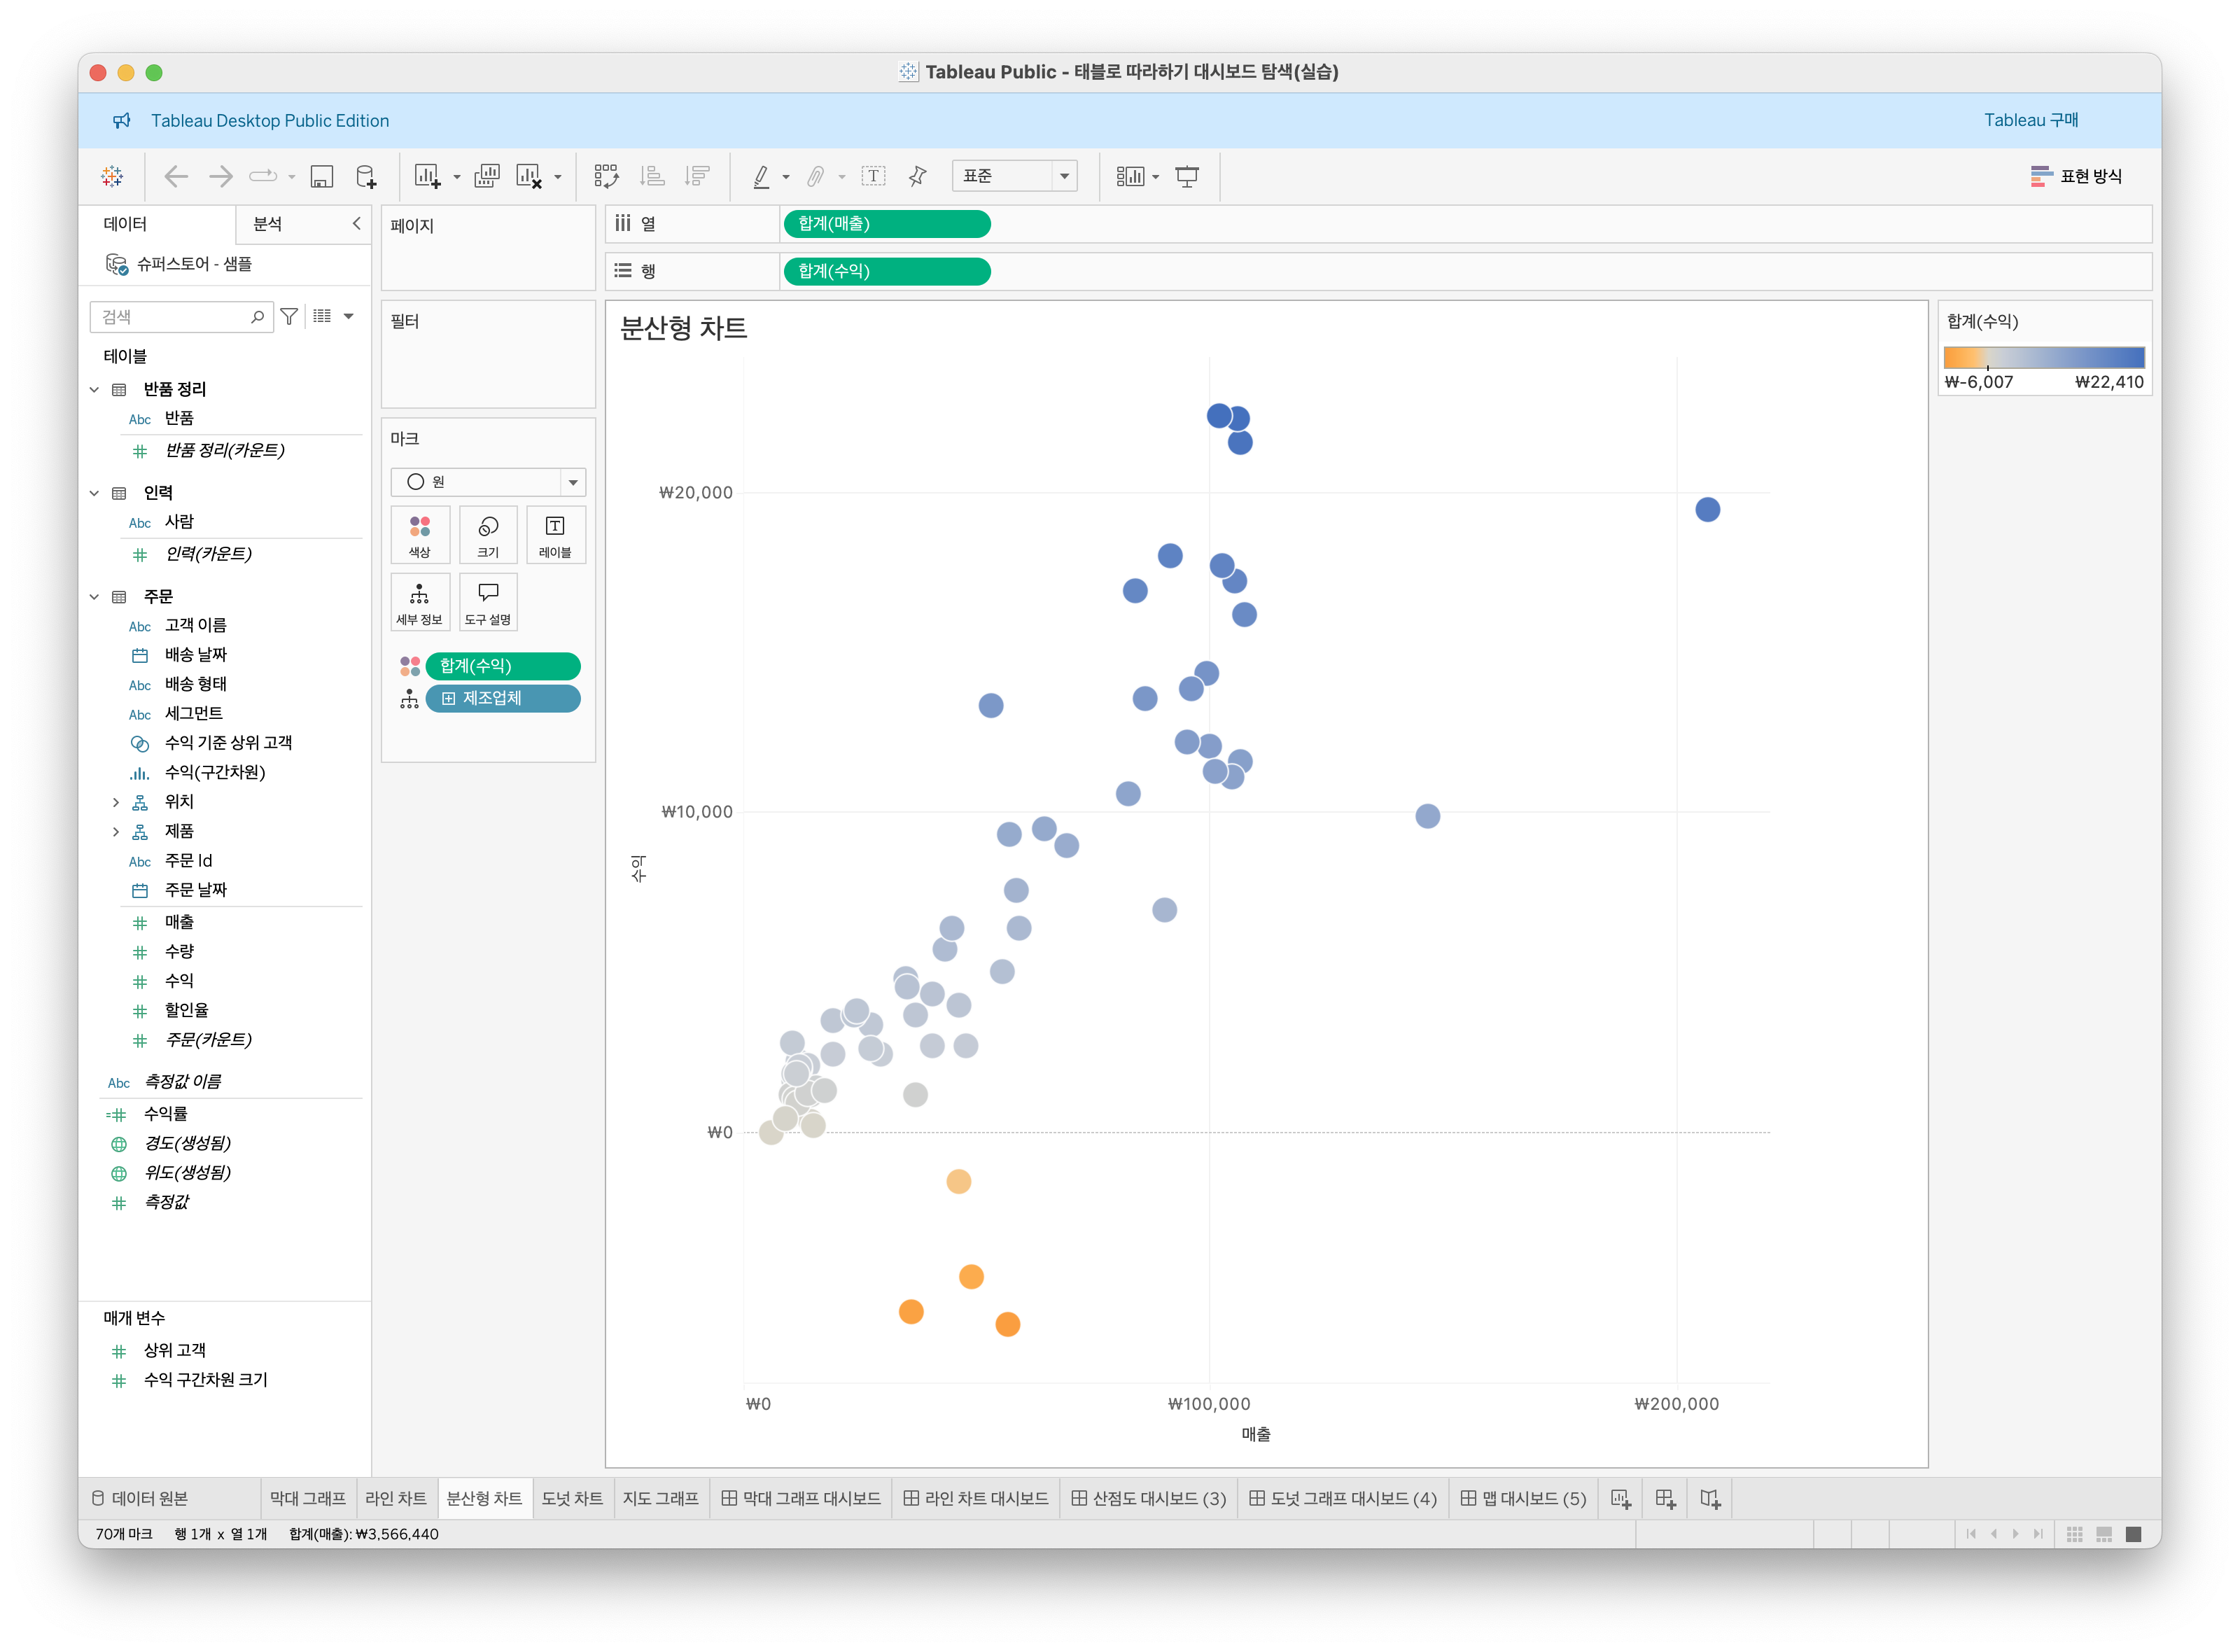 Tableau Public - 태블로 따라하기 대시보드 탐색(실습)
Tableau Desktop Public Edition
Tableau 구매
표준
표현 방식
데이터
분석
슈퍼스토어 - 샘플
검색
테이블
반품 정리
Abc 반품
반품 정리(카운트)
인력
Abc 사람
인력(카운트)
주문
Abc 고객 이름
배송 날짜
Abc 배송 형태
Abc 세그먼트
수익 기준 상위 고객
수익(구간차원)
위치
제품
Abc 주문 Id
주문 날짜
매출
수량
수익
할인율
주문(카운트)
Abc 측정값 이름
수익률
경도(생성됨)
위도(생성됨)
측정값
매개 변수
상위 고객
수익 구간차원 크기
페이지
필터
마크
원
색상
크기
레이블
세부 정보
도구 설명
합계(수익)
제조업체
열
합계(매출)
행
합계(수익)
분산형 차트
₩20,000
₩10,000
₩0
수익
₩0
₩100,000
₩200,000
매출
합계(수익)
₩-6,007
₩22,410
데이터 원본
막대 그래프
라인 차트
분산형 차트
도넛 차트
지도 그래프
막대 그래프 대시보드
라인 차트 대시보드
산점도 대시보드 (3)
도넛 그래프 대시보드 (4)
맵 대시보드 (5)
70개 마크
행 1개 x 열 1개
합계(매출): ₩3,566,440